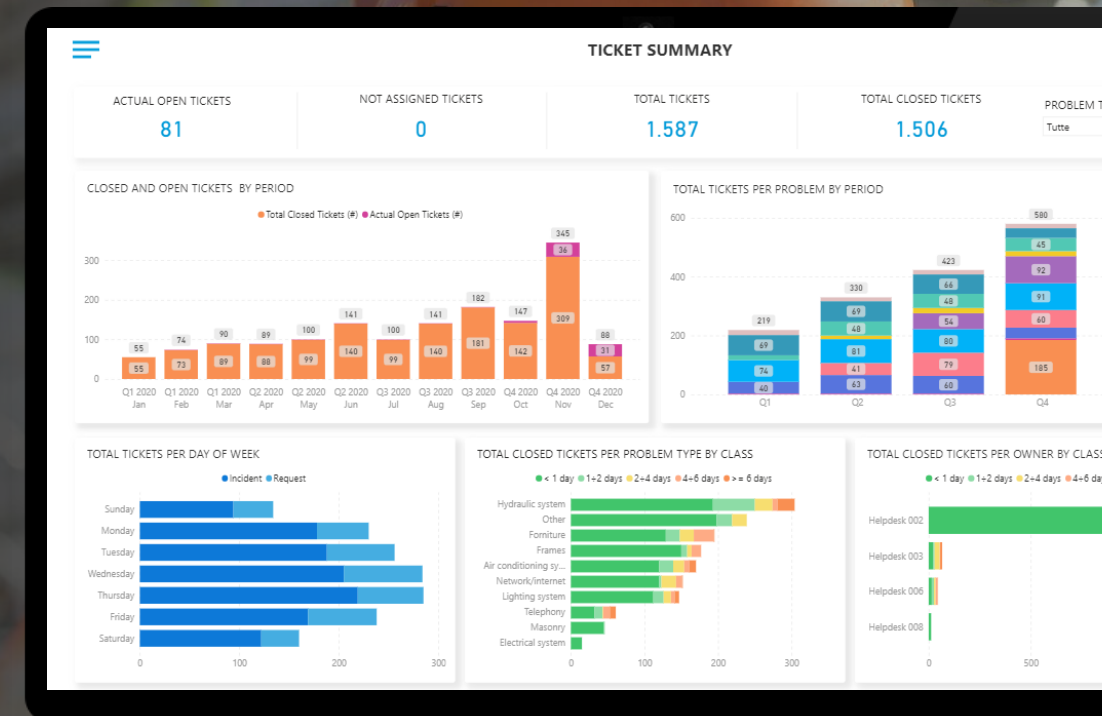 TICKET SUMMARY
ACTUAL OPEN TICKETS
81
NOT ASSIGNED TICKETS
0
TOTAL TICKETS
1.587
TOTAL CLOSED TICKETS
1.506
PROBLEM T
Tutte
CLOSED AND OPEN TICKETS BY PERIOD
Total Closed Tickets (#) Actual Open Tickets (#)
300
200
100
0
55
55
74
73
90
89
89
88
100
99
141
140
100
99
141
140
182
181
147
142
345
36
309
88
31
57
Q1 2020 Q1 2020 Q1 2020 Q2 2020 Q2 2020 Q2 2020 Q3 2020 Q3 2020 Q3 2020 Q4 2020 Q4 2020 Q4 2020
Jan Feb Mar Apr May Jun Jul Aug Sep Oct Nov Dec
TOTAL TICKETS PER PROBLEM BY PERIOD
600
400
200
0
219
69
74
40
330
69
48
81
41
63
423
66
48
54
80
79
60
580
45
92
91
60
185
Q1 Q2 Q3 Q4
TOTAL TICKETS PER DAY OF WEEK
Incident Request
Sunday
Monday
Tuesday
Wednesday
Thursday
Friday
Saturday
0 100 200 300
TOTAL CLOSED TICKETS PER PROBLEM TYPE BY CLASS
< 1 day 1÷2 days 2÷4 days 4÷6 days >= 6 days
Hydraulic system
Other
Forniture
Frames
Air conditioning sy...
Network/internet
Lighting system
Telephony
Masonry
Electrical system
0 100 200 300
TOTAL CLOSED TICKETS PER OWNER BY CLASS
< 1 day 1÷2 days 2÷4 days 4÷6 da
Helpdesk 002
Helpdesk 003
Helpdesk 006
Helpdesk 008
0 500